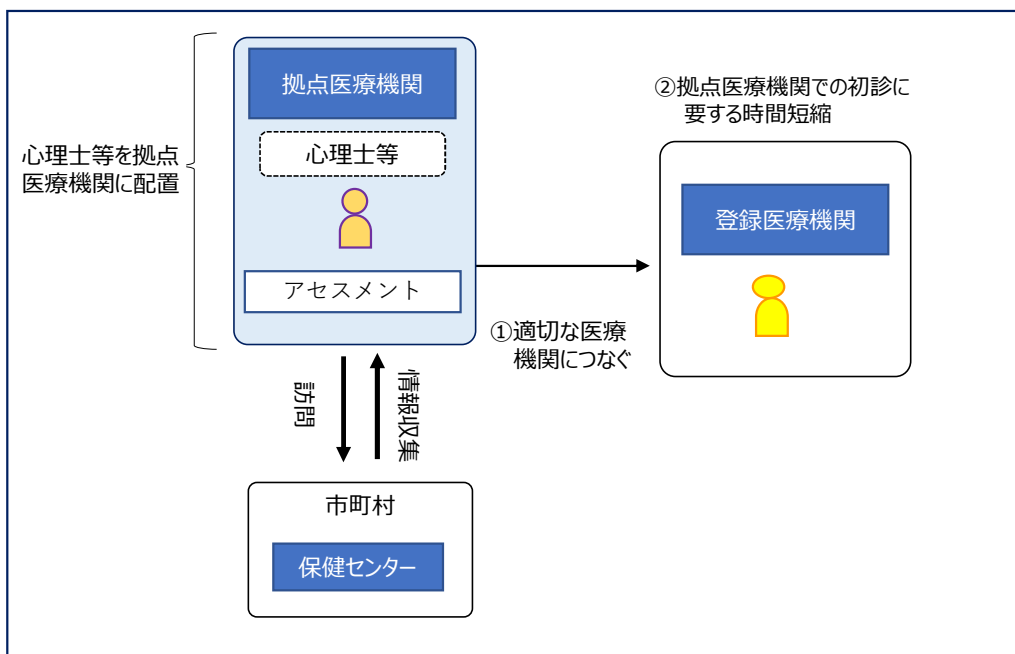 心理士等を拠点
医療機関に配置
拠点医療機関
心理士等
アセスメント
②拠点医療機関での初診に
要する時間短縮
登録医療機関
①適切な医療
機関につなぐ
訪問
情報収集
市町村
保健センター